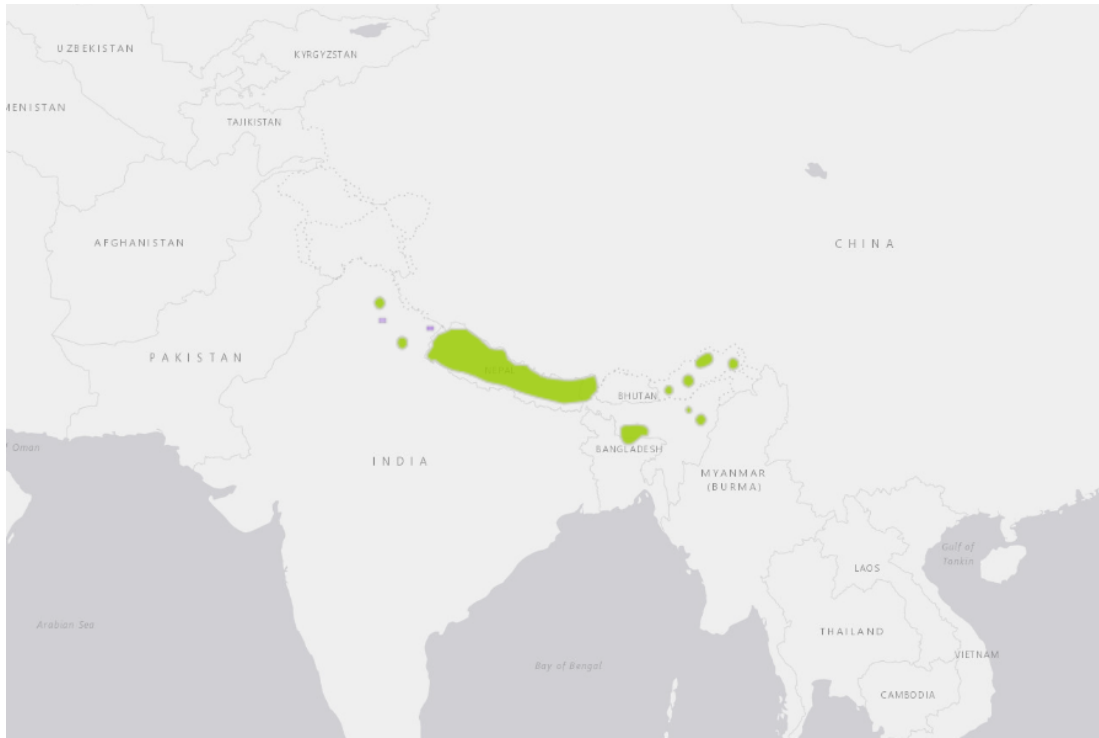 UZBEKISTAN
KYRGYZSTAN
MENISTAN
TAJIKISTAN
AFGHANISTAN
CHINA
PAKISTAN
NEPAL
BHUTAN
Oman
INDIA
BANGLADESH
MYANMAR
(BURMA)
Gulf of
Tonkin
LAOS
Arabian Sea
THAILAND
VIETNAM
Bay of Bengal
CAMBODIA